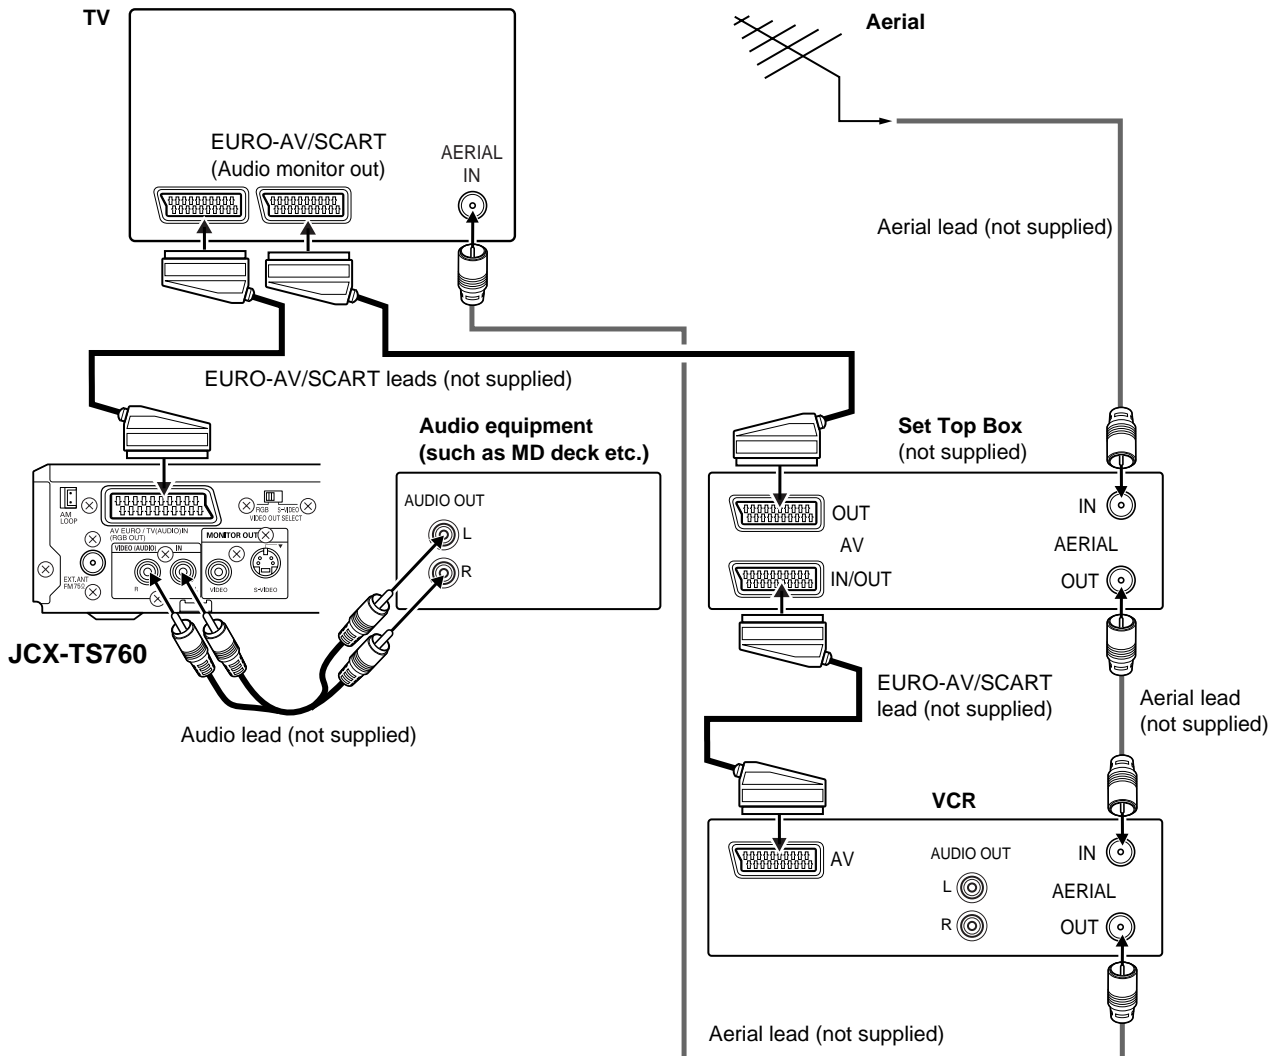 TV
Aerial
EURO-AV/SCART
(Audio monitor out)
AERIAL
IN
Aerial lead (not supplied)
EURO-AV/SCART leads (not supplied)
Audio equipment
(such as MD deck etc.)
Set Top Box
(not supplied)
AUDIO OUT
L
R
AM
LOOP
AV EURO / TV(AUDIO)IN
(RGB OUT)
RGB S-VIDEO
VIDEO OUT SELECT
VIDEO (AUDIO) IN
MONITOR OUT
EXT.ANT
FM75Ω
R
VIDEO
S-VIDEO
JCX-TS760
Audio lead (not supplied)
OUT
AV
IN/OUT
IN
AERIAL
OUT
EURO-AV/SCART
lead (not supplied)
Aerial lead
(not supplied)
VCR
AV
AUDIO OUT
L
R
IN
AERIAL
OUT
Aerial lead (not supplied)